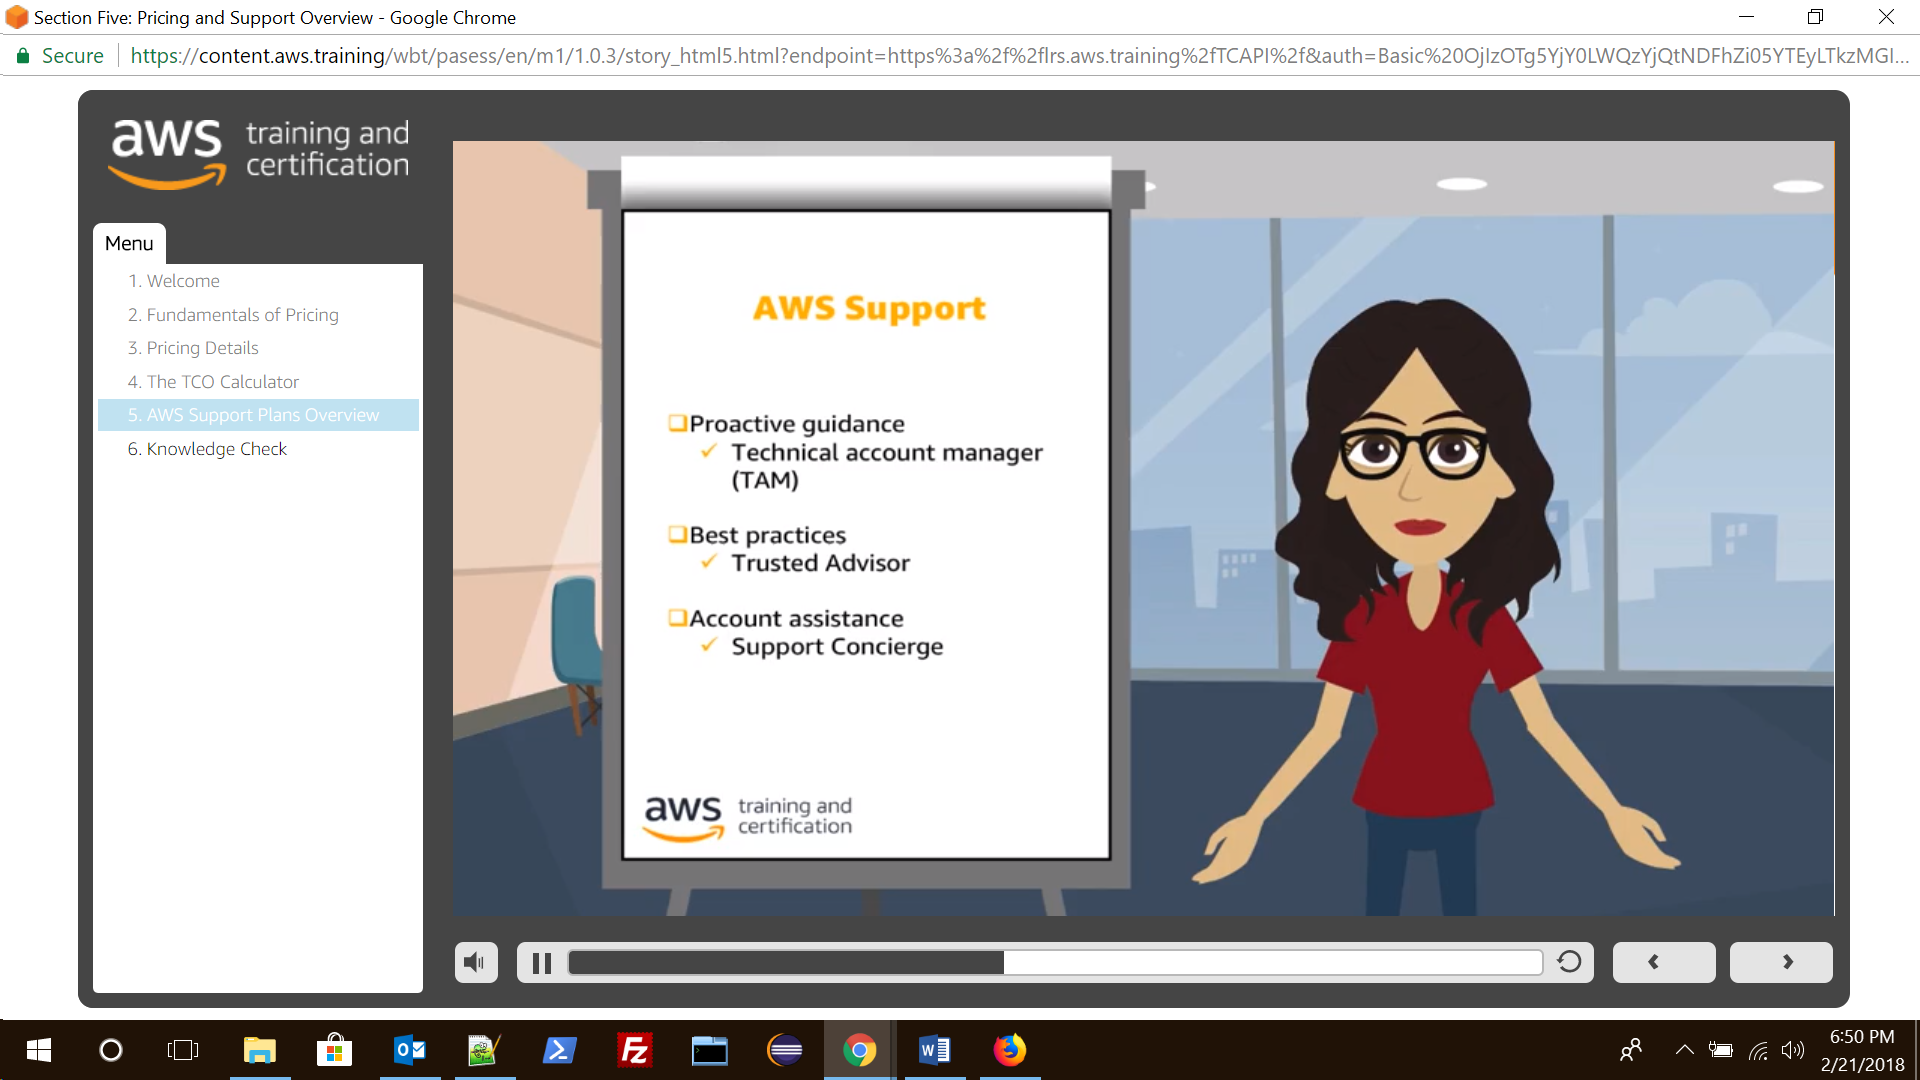 Section Five: Pricing and Support Overview - Google Chrome
Secure
https://content.aws.training/wbt/pasess/en/m1/1.0.3/story_html5.html?endpoint=https%3a%2f%2flrs.aws.training%2fTCAPI%2f&auth=Basic%20OjIzOTg5YjY0LWQzYjQtNDFhZi05YTEyLTkzMGI...
aws training and
certification
Menu
1. Welcome
2. Fundamentals of Pricing
3. Pricing Details
4. The TCO Calculator
5. AWS Support Plans Overview
6. Knowledge Check
AWS Support
Proactive guidance
Technical account manager
(TAM)
Best practices
Trusted Advisor
Account assistance
Support Concierge
aws training and
certification
6:50 PM
2/21/2018